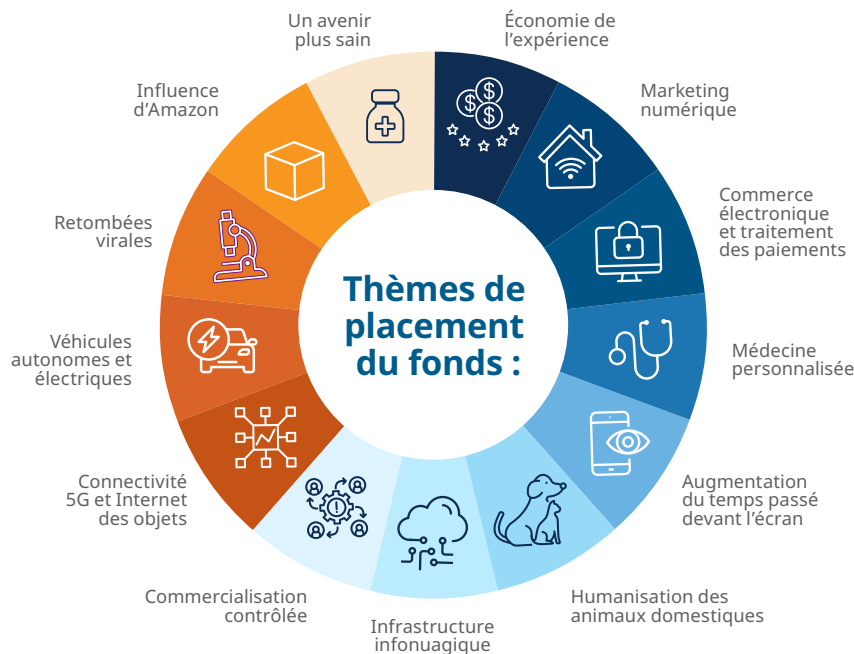 Thèmes de
placement
du fonds :
Économie de
l’expérience
Marketing
numérique
Commerce
électronique
et traitement
des paiements
Médecine
personnalisée
Augmentation
du temps passé
devant l’écran
Humanisation des
animaux domestiques
Infrastructure
infonuagique
Commercialisation
contrôlée
Connectivité
5G et Internet
des objets
Véhicules
autonomes et
électriques
Retombées
virales
Influence
d’Amazon
Un avenir
plus sain